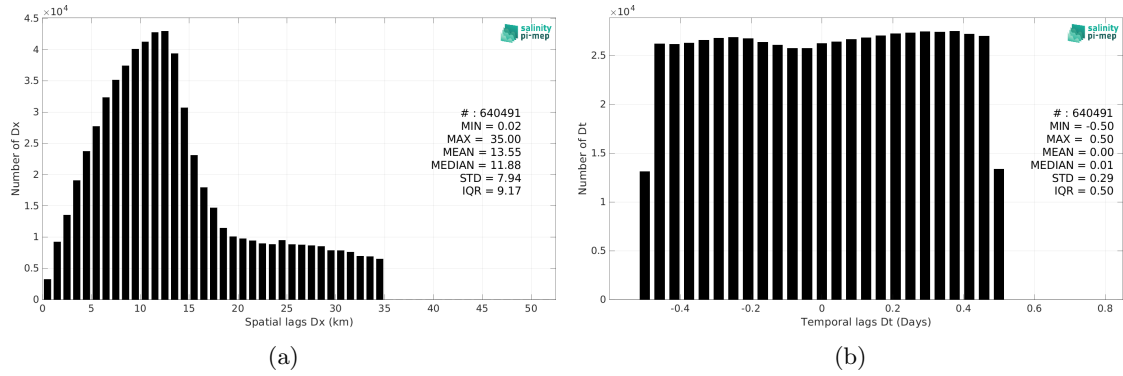 ×10⁴
4.5
4
3.5
3
2.5
2
1.5
1
0.5
0
Number of Dx
salinity
pi-mep
# : 640491
MIN = 0.02
MAX = 35.00
MEAN = 13.55
MEDIAN = 11.88
STD = 7.94
IQR = 9.17
0 5 10 15 20 25 30 35 40 45 50
Spatial lags Dx (km)
(a)
×10⁴
2.5
2
1.5
1
0.5
0
Number of Dt
salinity
pi-mep
# : 640491
MIN = -0.50
MAX = 0.50
MEAN = 0.00
MEDIAN = 0.01
STD = 0.29
IQR = 0.50
-0.4 -0.2 0 0.2 0.4 0.6 0.8
Temporal lags Dt (Days)
(b)